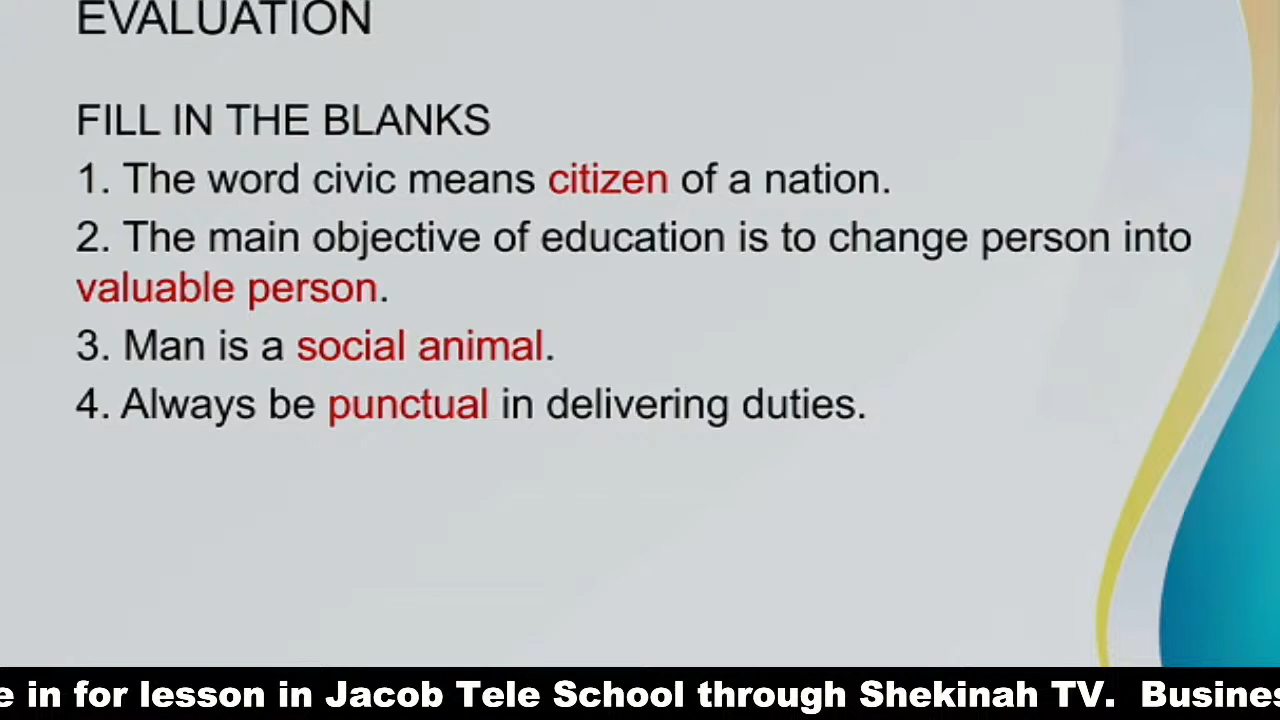 EVALUATION
FILL IN THE BLANKS
1. The word civic means citizen of a nation.
2. The main objective of education is to change person into
valuable person.
3. Man is a social animal.
4. Always be punctual in delivering duties.
e in for lesson in Jacob Tele School through Shekinah TV. Busines